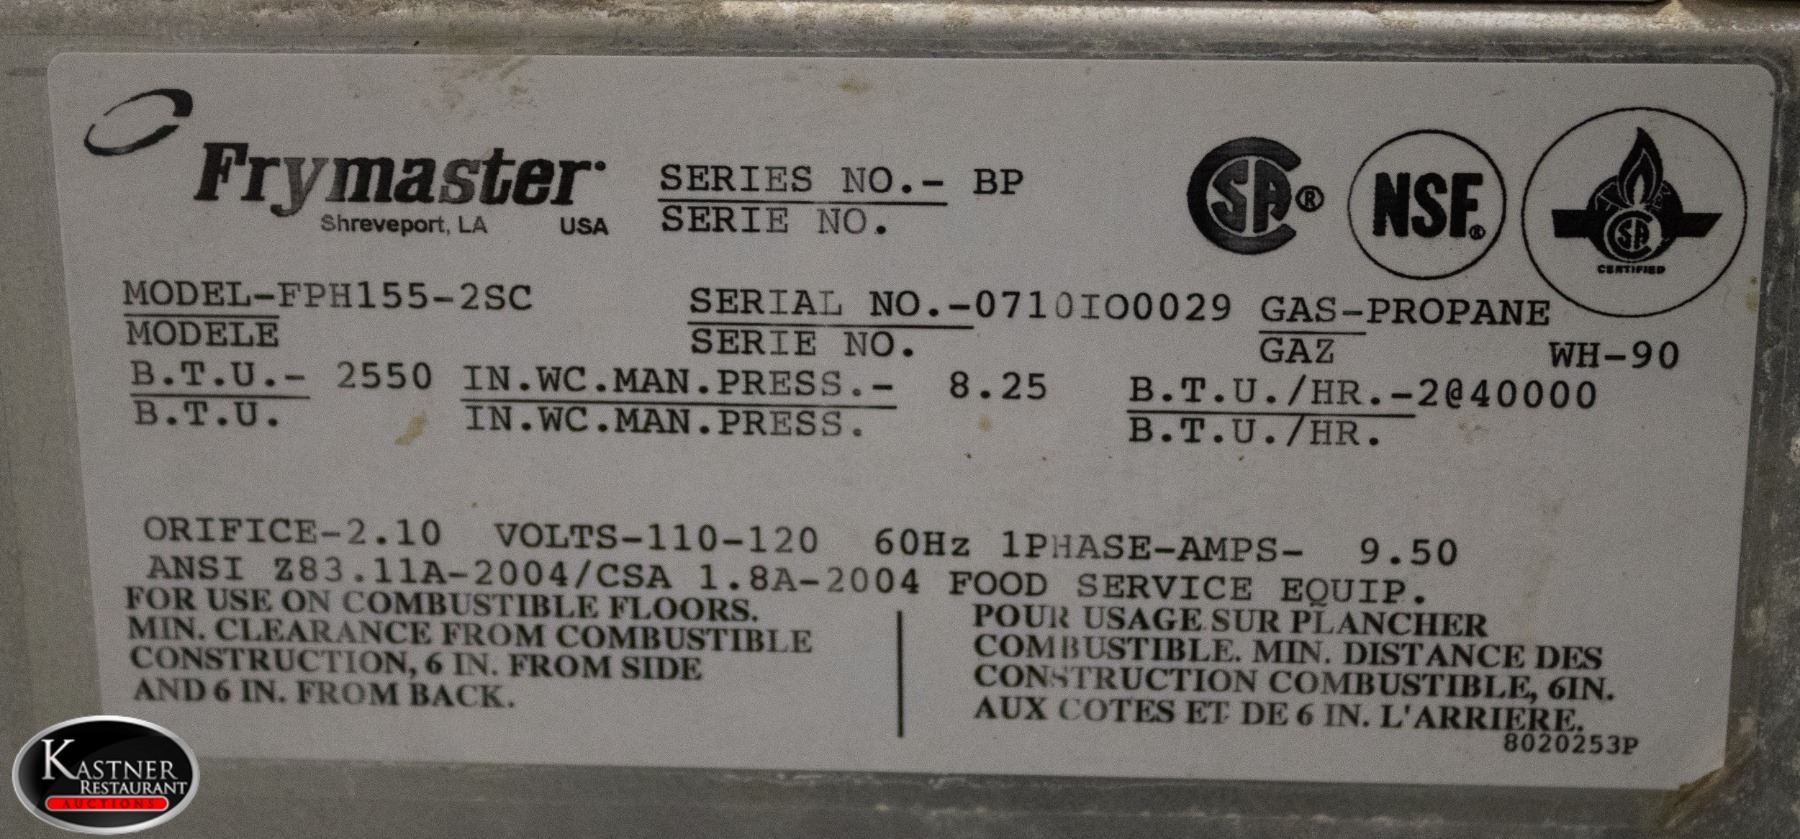 Frymaster
Shreveport, LA USA
SERIES NO.- BP
SERIE NO.
SA®
NSF®
SA
CERTIFIED
MODEL-FPH155-2SC SERIAL NO.-0710IO0029 GAS-PROPANE
MODELE SERIE NO. GAZ WH-90
B.T.U.- 2550 IN.WC.MAN.PRESS.- 8.25 B.T.U./HR.-2@40000
B.T.U. IN.WC.MAN.PRESS. B.T.U./HR.
ORIFICE-2.10 VOLTS-110-120 60Hz 1PHASE-AMPS- 9.50
ANSI Z83.11A-2004/CSA 1.8A-2004 FOOD SERVICE EQUIP.
FOR USE ON COMBUSTIBLE FLOORS.
MIN. CLEARANCE FROM COMBUSTIBLE
CONSTRUCTION, 6 IN. FROM SIDE
AND 6 IN. FROM BACK.
POUR USAGE SUR PLANCHER
COMBUSTIBLE. MIN. DISTANCE DES
CONSTRUCTION COMBUSTIBLE, 6IN.
AUX COTES ET DE 6 IN. L'ARRIERE.
8020253P
KASTNER
RESTAURANT
AUCTIONS